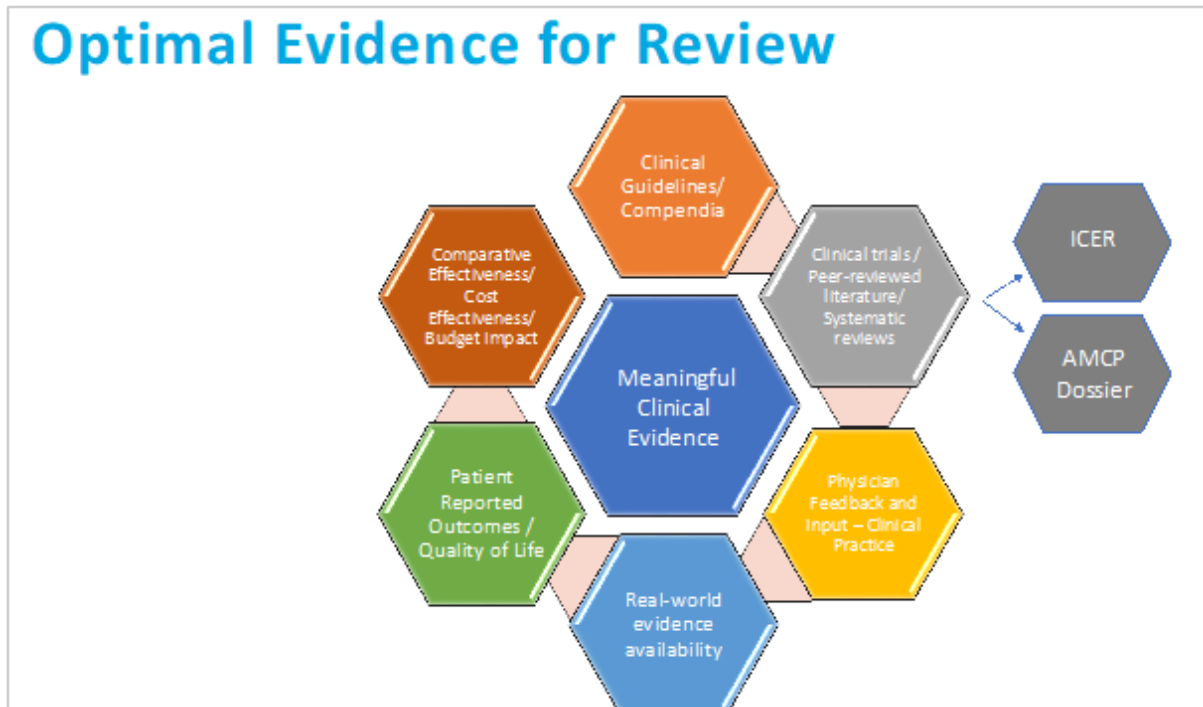 Optimal Evidence for Review
Clinical
Guidelines/
Compendia
Comparative
Effectiveness/
Cost
Effectiveness/
Budget Impact
Clinical trials /
Peer-reviewed
literature/
Systematic
reviews
ICER
AMCP
Dossier
Meaningful
Clinical
Evidence
Patient
Reported
Outcomes /
Quality of Life
Physician
Feedback and
Input – Clinical
Practice
Real-world
evidence
availability